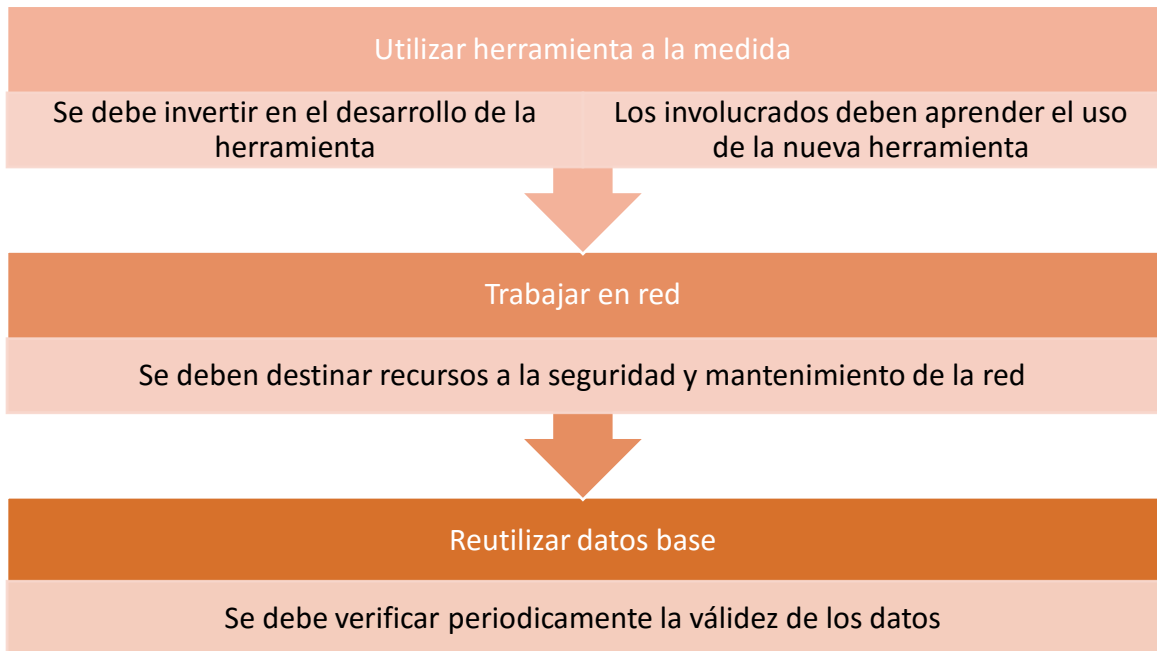 Utilizar herramienta a la medida
Se debe invertir en el desarrollo de la
herramienta
Los involucrados deben aprender el uso
de la nueva herramienta
Trabajar en red
Se deben destinar recursos a la seguridad y mantenimiento de la red
Reutilizar datos base
Se debe verificar periodicamente la válidez de los datos